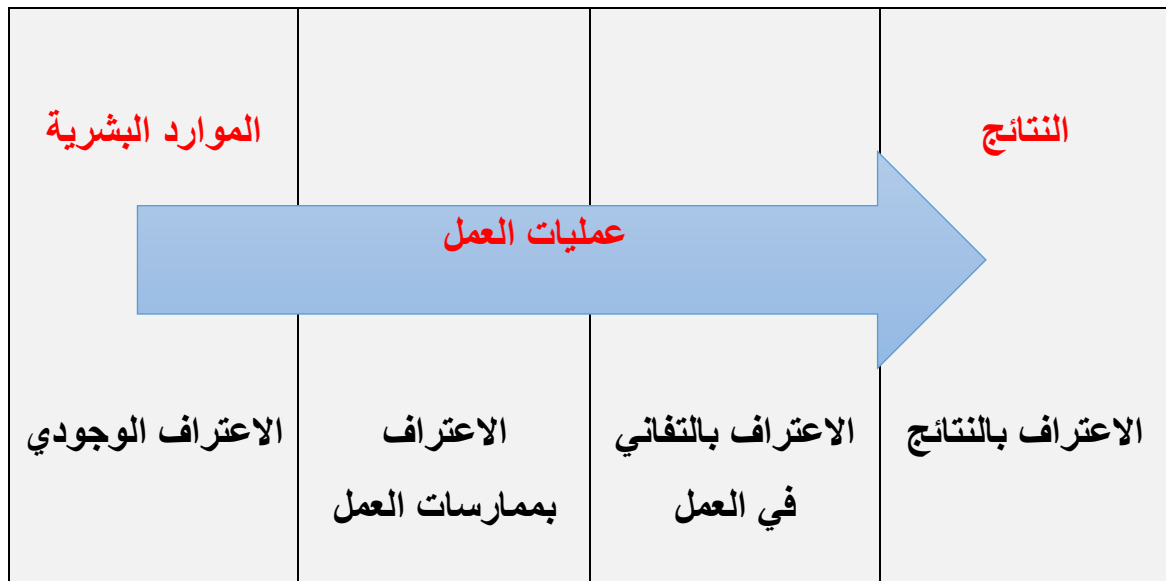 الموارد البشرية
النتائج
عمليات العمل
الاعتراف الوجودي
الاعتراف
بممارسات العمل
الاعتراف بالتفاني
في العمل
الاعتراف بالنتائج